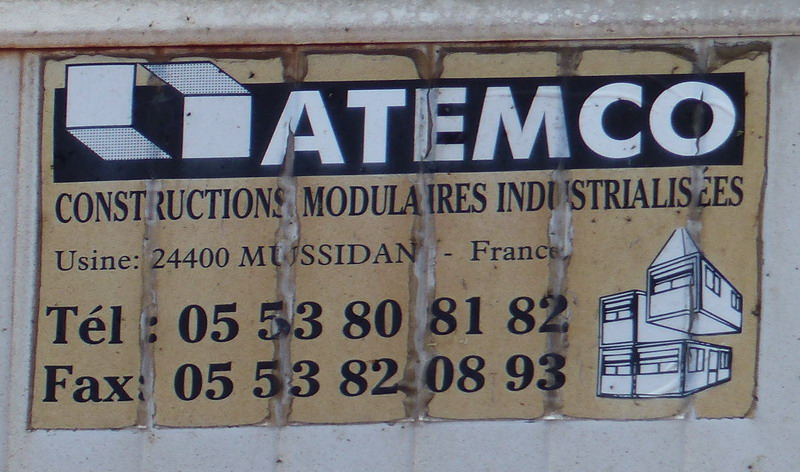 ATEMCO
CONSTRUCTIONS MODULAIRES INDUSTRIALISÉES
Usine: 24400 MUSSIDAN - France
Tél : 05 53 80 81 82
Fax: 05 53 82 08 93